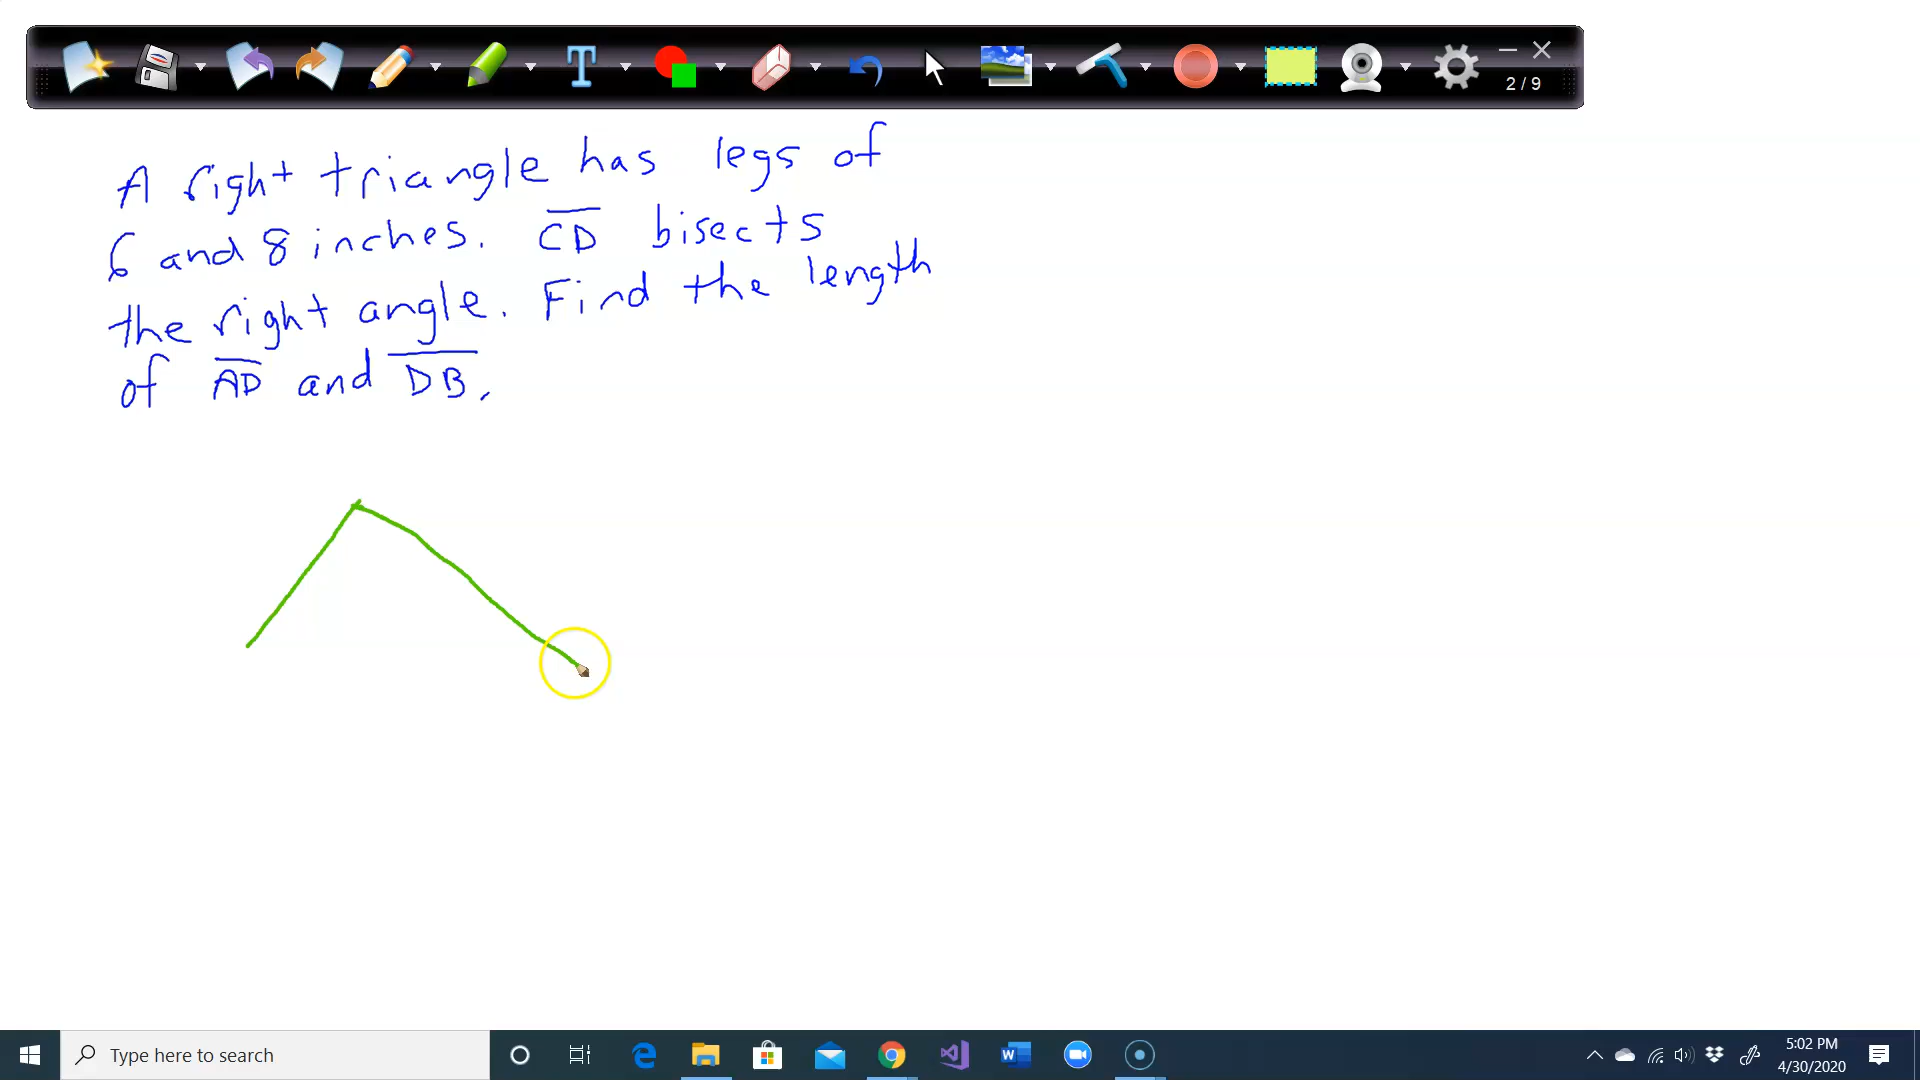 2 / 9
A right triangle has legs of
6 and 8 inches. CD bisects
the right angle. Find the length
of AD and DB.
Type here to search
5:02 PM
4/30/2020